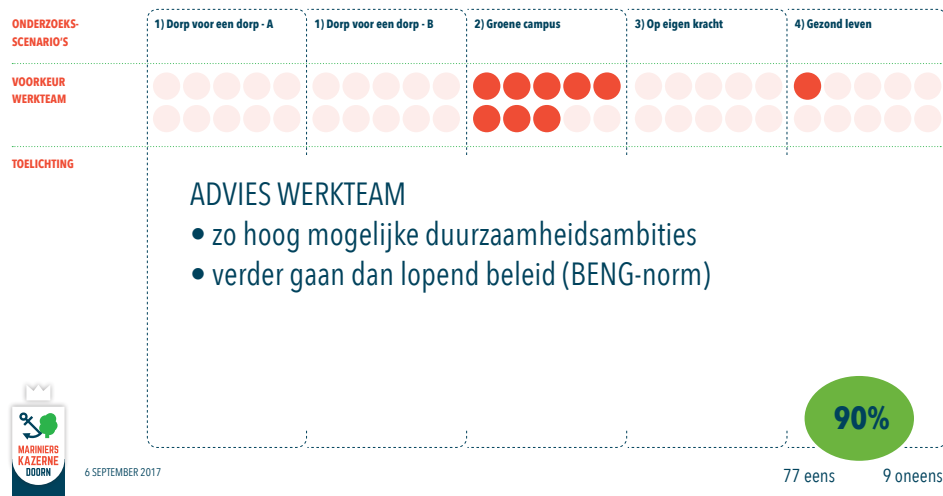 ONDERZOEKS-
SCENARIO'S
1) Dorp voor een dorp - A
1) Dorp voor een dorp - B
2) Groene campus
3) Op eigen kracht
4) Gezond leven
VOORKEUR
WERKTEAM
TOELICHTING
ADVIES WERKTEAM
• zo hoog mogelijke duurzaamheidsambities
• verder gaan dan lopend beleid (BENG-norm)
90%
77 eens
9 oneens
MARINIERS
KAZERNE
DOORN
6 SEPTEMBER 2017